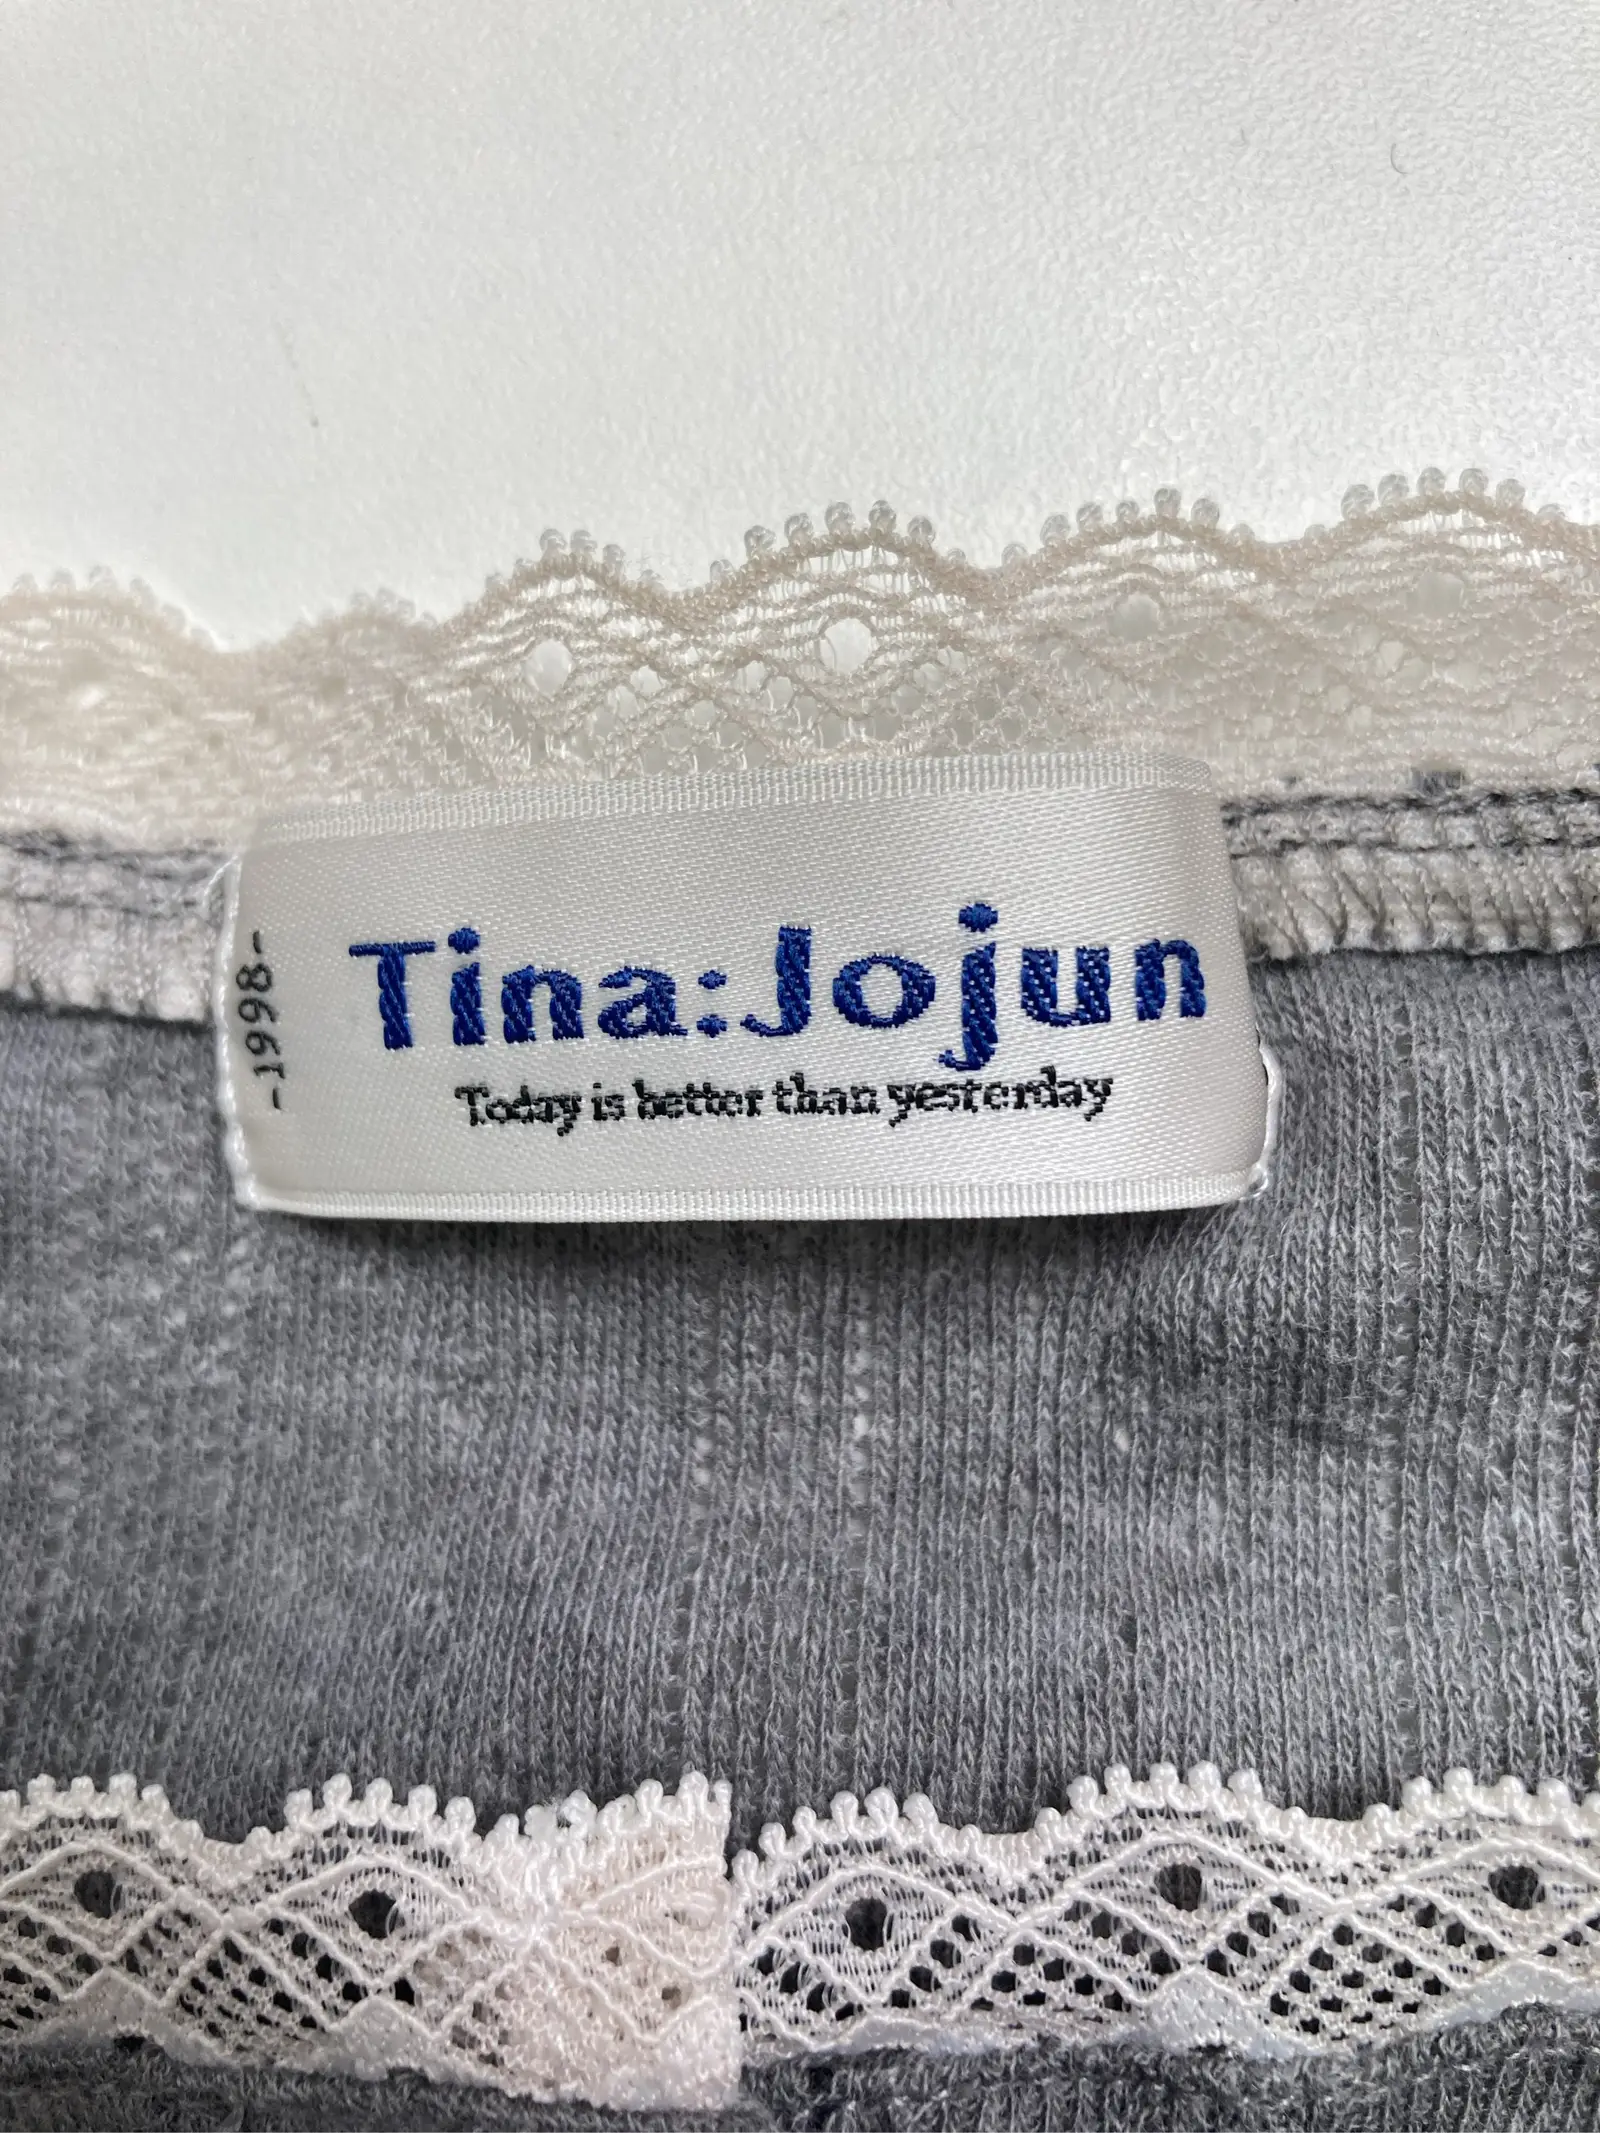 -1998-
Tina:Jojun
Today is better than yesterday